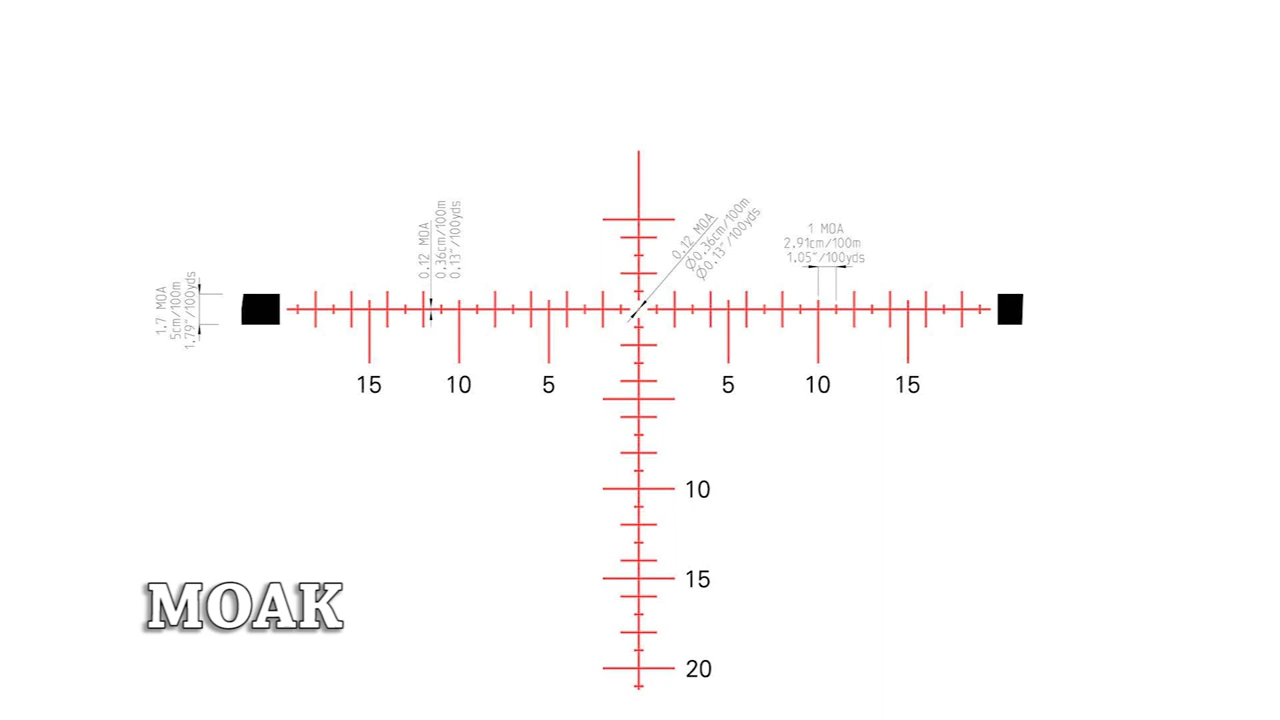 0.12 MOA
0.36cm/100m
0.13"/100yds
0.12 MOA
Ø0.36cm/100m
Ø0.13"/100yds
1 MOA
2.91cm/100m
1.05"/100yds
1.7 MOA
5cm/100m
1.79"/100yds
15 10 5 5 10 15
10
15
20
MOAK